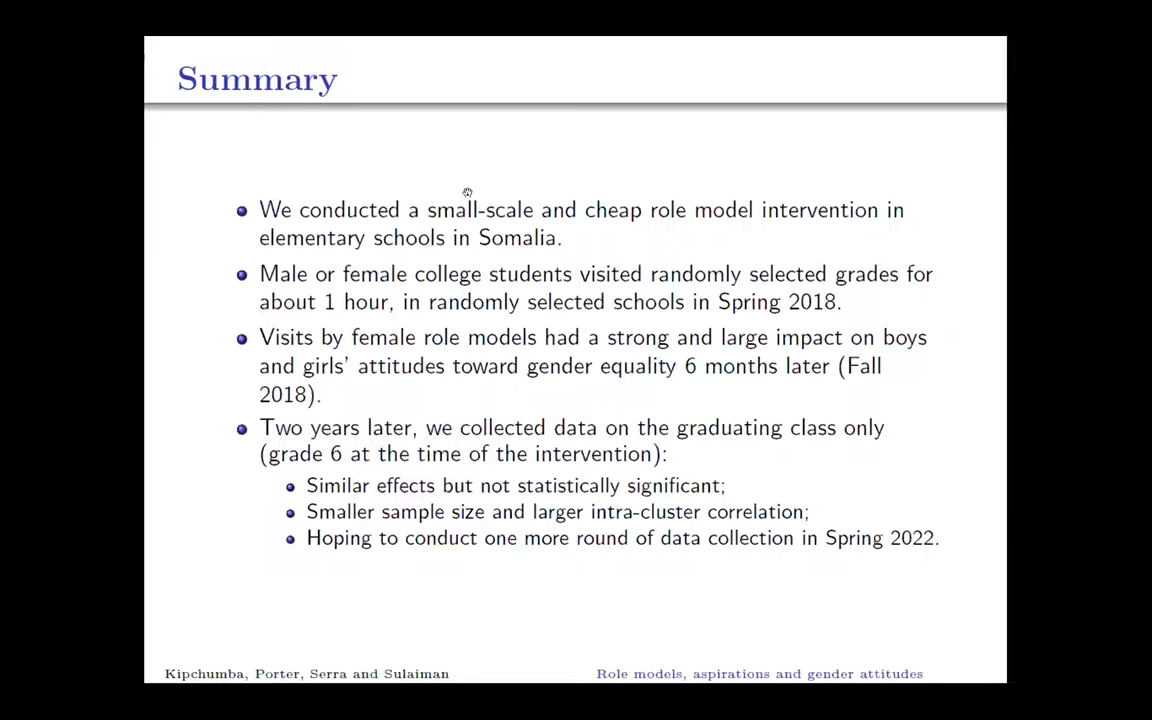 Summary
We conducted a small-scale and cheap role model intervention in
elementary schools in Somalia.
Male or female college students visited randomly selected grades for
about 1 hour, in randomly selected schools in Spring 2018.
Visits by female role models had a strong and large impact on boys
and girls' attitudes toward gender equality 6 months later (Fall
2018).
Two years later, we collected data on the graduating class only
(grade 6 at the time of the intervention):
Similar effects but not statistically significant;
Smaller sample size and larger intra-cluster correlation;
Hoping to conduct one more round of data collection in Spring 2022.
Kipchumba, Porter, Serra and Sulaiman
Role models, aspirations and gender attitudes